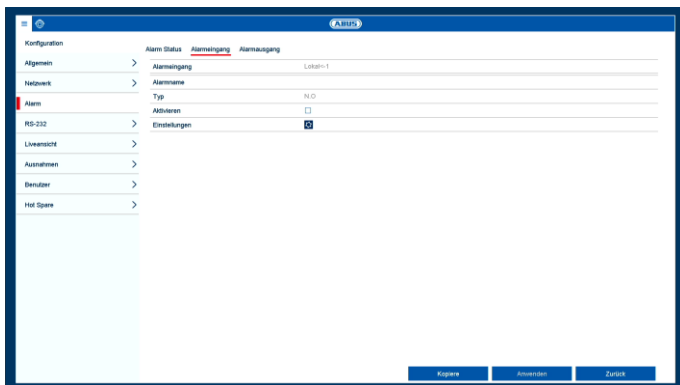 ABUS
Konfiguration
Alarm Status Alarmeingang Alarmausgang
Allgemein
Alarmeingang Lokal<-1
Netzwerk
Alarmname
Typ N.O
Alarm
Aktivieren
RS-232
Einstellungen
Liveansicht
Ausnahmen
Benutzer
Hot Spare
Kopiere Anwenden Zurück